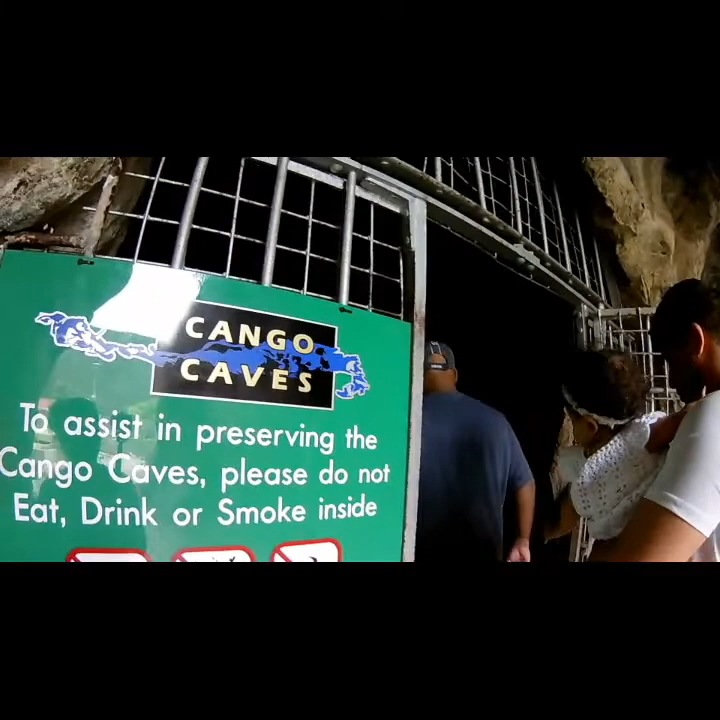 CANGO
CAVES
To assist in preserving the
Cango Caves, please do not
Eat, Drink or Smoke inside